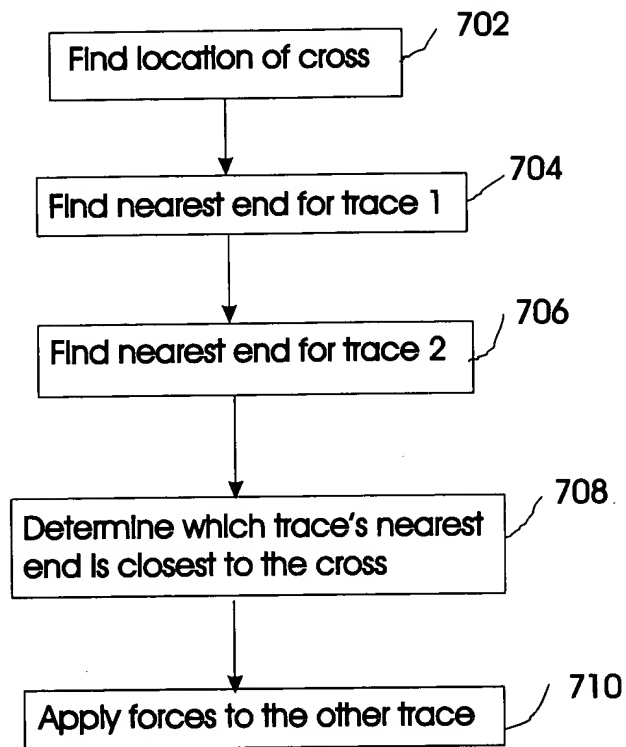 702
Find location of cross
704
Find nearest end for trace 1
706
Find nearest end for trace 2
708
Determine which trace's nearest
end is closest to the cross
710
Apply forces to the other trace